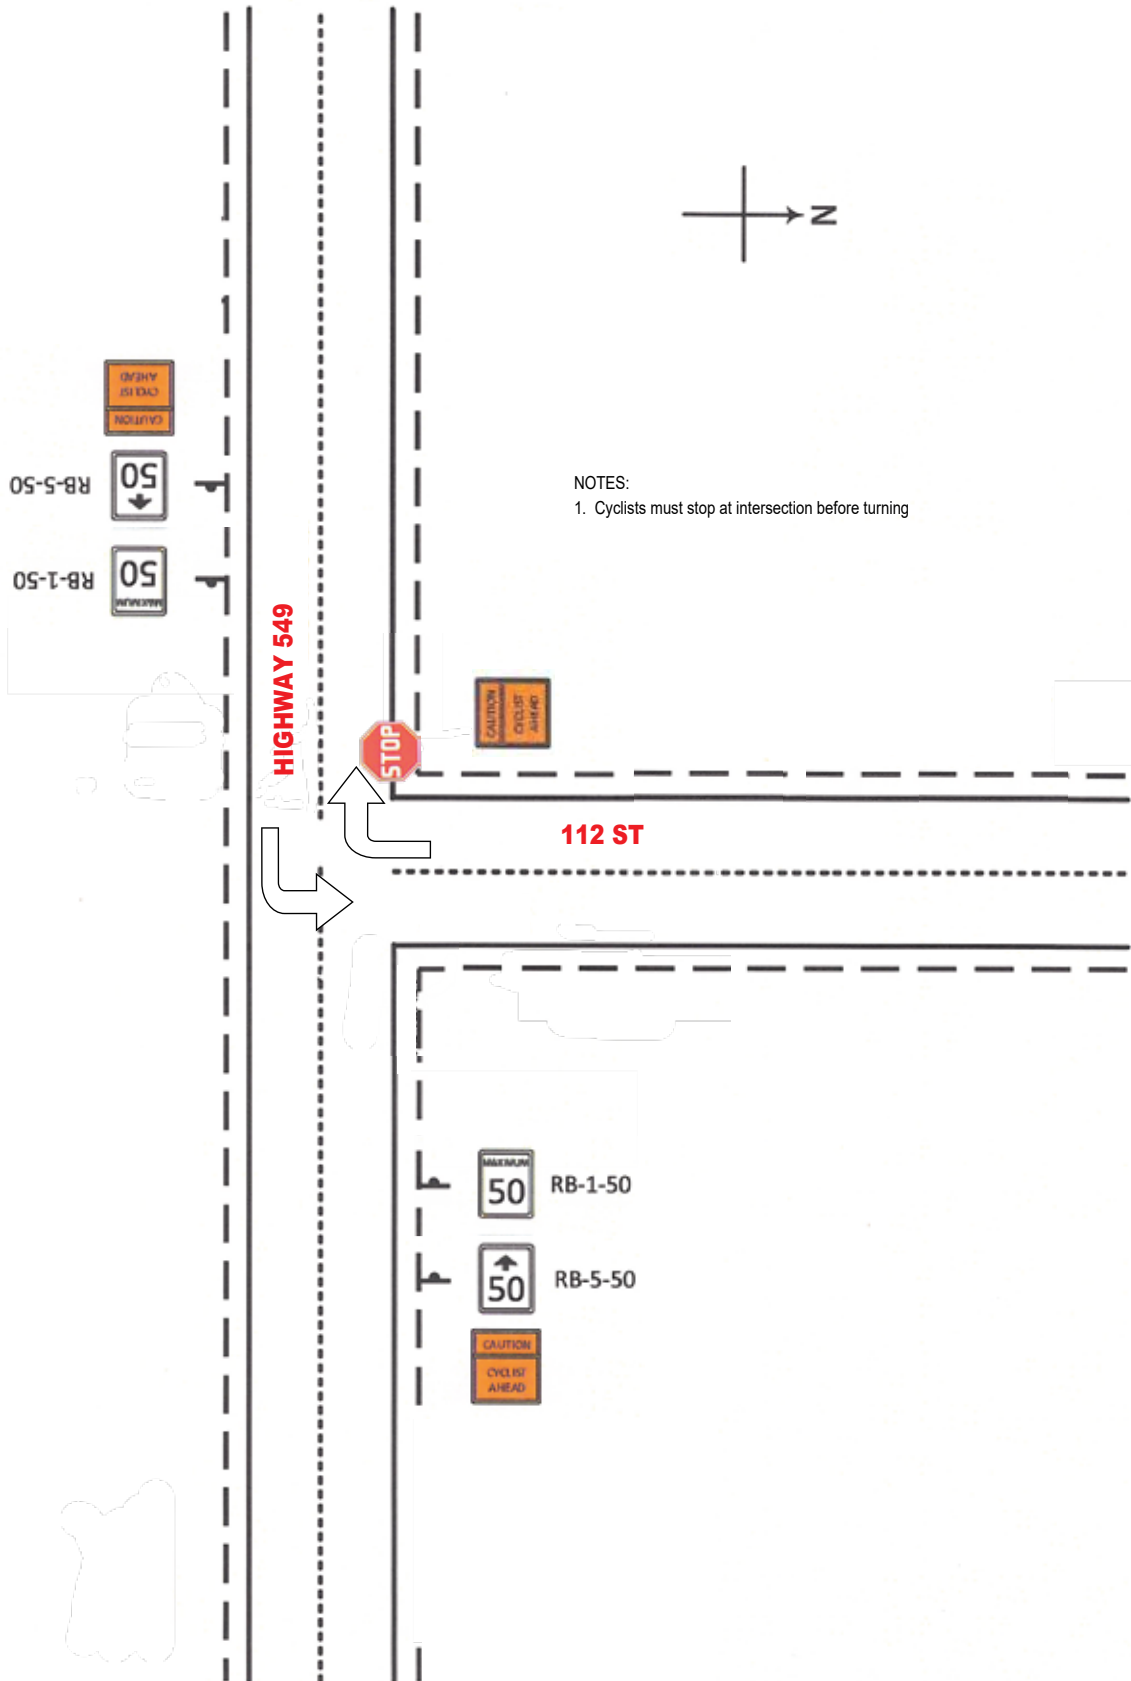 N
CAUTION
CYCLIST
AHEAD
50
RB-5-50
MAXIMUM
50
RB-1-50
NOTES:
1. Cyclists must stop at intersection before turning
HIGHWAY 549
CAUTION
CYCLIST
AHEAD
STOP
112 ST
MAXIMUM
50
RB-1-50
50
RB-5-50
CAUTION
CYCLIST
AHEAD